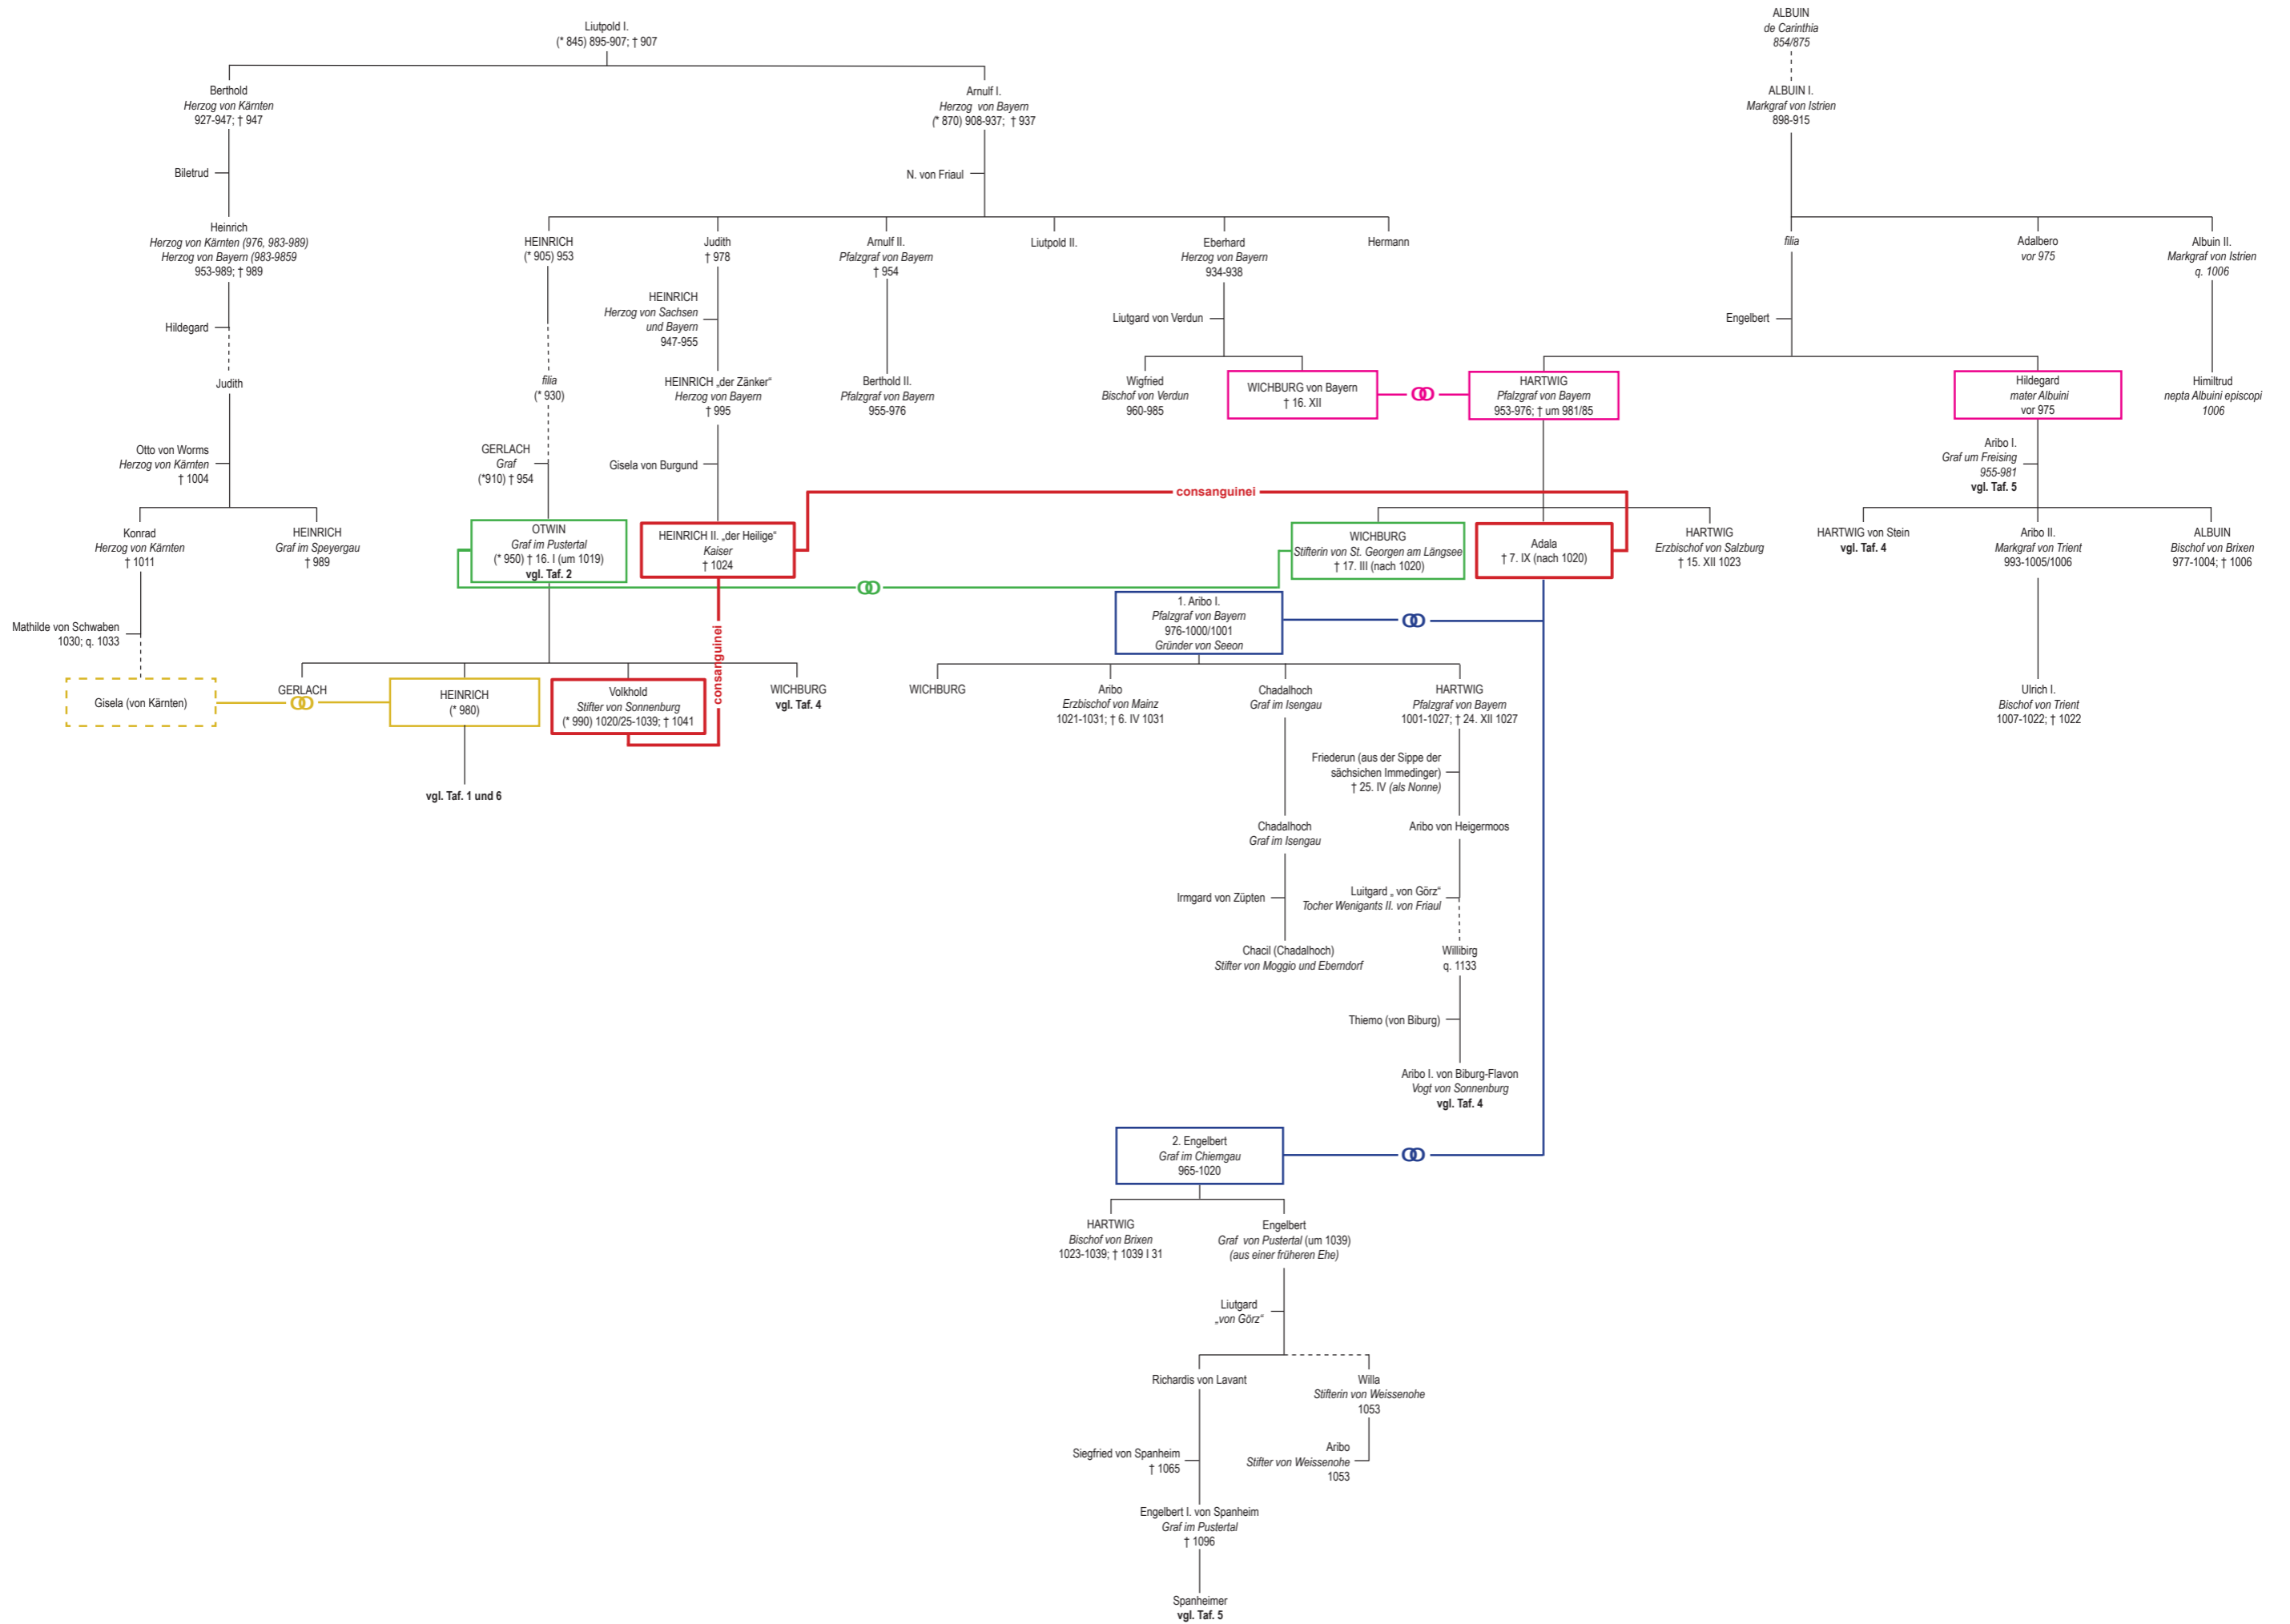 Liutpold I.
(* 845) 895-907; † 907
ALBUIN
de Carinthia
854/875
Berthold
Herzog von Kärnten
927-947; † 947
Arnulf I.
Herzog von Bayern
(* 870) 908-937; † 937
ALBUIN I.
Markgraf von Istrien
898-915
Biletrud
N. von Friaul
Heinrich
Herzog von Kärnten (976, 983-989)
Herzog von Bayern (983-9859
953-989; † 989
HEINRICH
(* 905) 953
Judith
† 978
Arnulf II.
Pfalzgraf von Bayern
† 954
Liutpold II.
Eberhard
Herzog von Bayern
934-938
Hermann
filia
Adalbero
vor 975
Albuin II.
Markgraf von Istrien
q. 1006
Hildegard
HEINRICH
Herzog von Sachsen
und Bayern
947-955
Liutgard von Verdun
Engelbert
Judith
filia
(* 930)
HEINRICH „der Zänker“
Herzog von Bayern
† 995
Berthold II.
Pfalzgraf von Bayern
955-976
Wigfried
Bischof von Verdun
960-985
WICHBURG von Bayern
† 16. XII
HARTWIG
Pfalzgraf von Bayern
953-976; † um 981/85
Hildegard
mater Albuini
vor 975
Himiltrud
nepta Albuini episcopi
1006
Otto von Worms
Herzog von Kärnten
† 1004
GERLACH
Graf
(*910) † 954
Gisela von Burgund
Aribo I.
Graf um Freising
955-981
vgl. Taf. 5
consanguinei
Konrad
Herzog von Kärnten
† 1011
HEINRICH
Graf im Speyergau
† 989
OTWIN
Graf im Pustertal
(* 950) † 16. I (um 1019)
vgl. Taf. 2
HEINRICH II. „der Heilige“
Kaiser
† 1024
WICHBURG
Stifterin von St. Georgen am Längsee
† 17. III (nach 1020)
Adala
† 7. IX (nach 1020)
HARTWIG
Erzbischof von Salzburg
† 15. XII 1023
HARTWIG von Stein
vgl. Taf. 4
Aribo II.
Markgraf von Trient
993-1005/1006
ALBUIN
Bischof von Brixen
977-1004; † 1006
Mathilde von Schwaben
1030; q. 1033
consanguinei
1. Aribo I.
Pfalzgraf von Bayern
976-1000/1001
Gründer von Seeon
Gisela (von Kärnten)
GERLACH
HEINRICH
(* 980)
Volkhold
Stifter von Sonnenburg
(* 990) 1020/25-1039; † 1041
WICHBURG
vgl. Taf. 4
WICHBURG
Aribo
Erzbischof von Mainz
1021-1031; † 6. IV 1031
Chadalhoch
Graf im Isengau
HARTWIG
Pfalzgraf von Bayern
1001-1027; † 24. XII 1027
Ulrich I.
Bischof von Trient
1007-1022; † 1022
vgl. Taf. 1 und 6
Friederun (aus der Sippe der
sächsichen Immedinger)
† 25. IV (als Nonne)
Chadalhoch
Graf im Isengau
Aribo von Heigermoos
Irmgard von Züpten
Luitgard „ von Görz“
Tocher Wenigants II. von Friaul
Chacil (Chadalhoch)
Stifter von Moggio und Eberndorf
Willibirg
q. 1133
Thiemo (von Biburg)
Aribo I. von Biburg-Flavon
Vogt von Sonnenburg
vgl. Taf. 4
2. Engelbert
Graf im Chiemgau
965-1020
HARTWIG
Bischof von Brixen
1023-1039; † 1039 I 31
Engelbert
Graf von Pustertal (um 1039)
(aus einer früheren Ehe)
Liutgard
„von Görz“
Richardis von Lavant
Willa
Stifterin von Weissenohe
1053
Siegfried von Spanheim
† 1065
Aribo
Stifter von Weissenohe
1053
Engelbert I. von Spanheim
Graf im Pustertal
† 1096
Spanheimer
vgl. Taf. 5